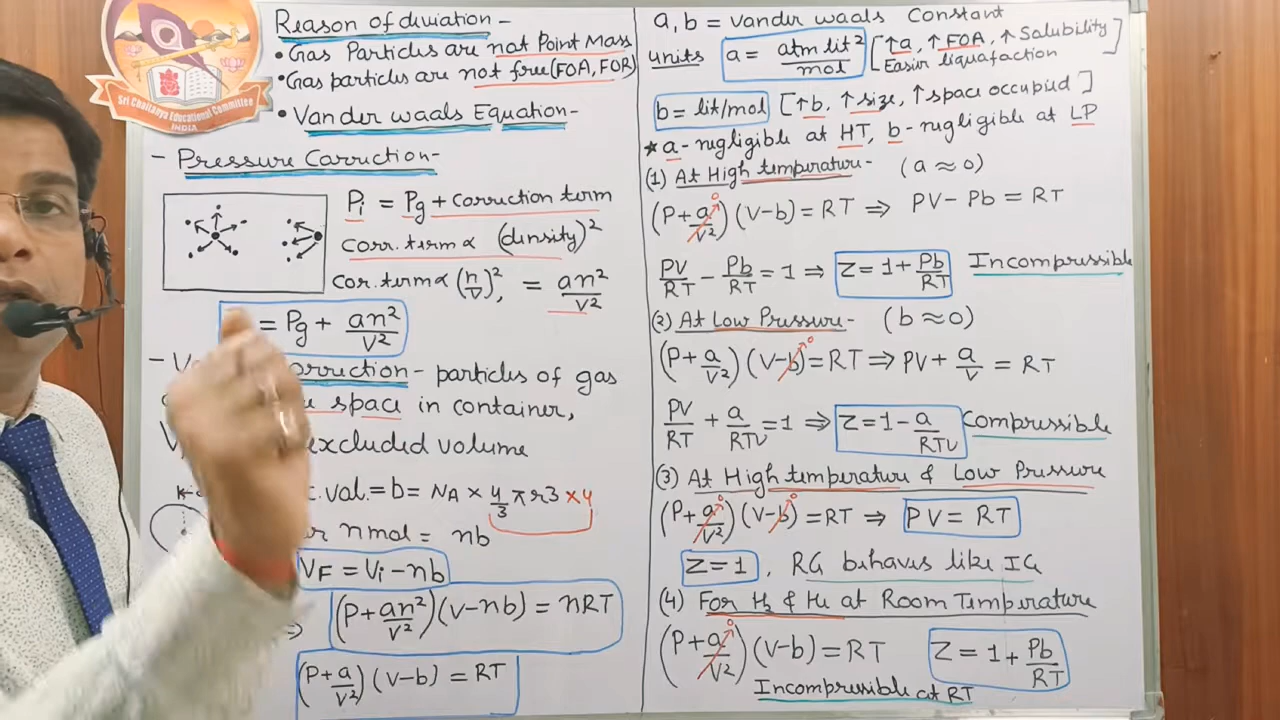 Sri Chaitanya Educational Committee
INDIA
Reason of deviation -
• Gas Particles are not Point Mass
• Gas particles are not free (FOA, FOR)
• Vander waals Equation -
- Pressure Correction -
Pi = Pg + correction term
corr. term ∝ (density)²
cor. term ∝ (n/V)², = an²/V²
= Pg + an²/V²
correction - particles of gas
space in container,
excluded volume
vol. = b = NA × 4/3 πr3 × 4
n mol = nb
VF = Vi - nb
⇒ (P + an²/V²) (V - nb) = nRT
(P + a/V²) (V - b) = RT
a, b = vander waals Constant
units a = atm lit²/mol [↑a, ↑FOA, ↑Solubility]
Easier liquafaction
b = lit/mol [↑b, ↑size, ↑space occupied]
* a - negligible at HT, b - negligible at LP
(1) At High temperature - (a ≈ 0)
(P + a/V²) (V - b) = RT ⇒ PV - Pb = RT
PV/RT - Pb/RT = 1 ⇒ Z = 1 + Pb/RT Incompressible
(2) At Low Pressure - (b ≈ 0)
(P + a/V²) (V - b) = RT ⇒ PV + a/V = RT
PV/RT + a/RTV = 1 ⇒ Z = 1 - a/RTV Compressible
(3) At High temperature & Low Pressure
(P + a/V²) (V - b) = RT ⇒ PV = RT
Z = 1, RG behaves like IG
(4) For H₂ & He at Room Temperature
(P + a/V²) (V - b) = RT Z = 1 + Pb/RT
Incompressible at RT